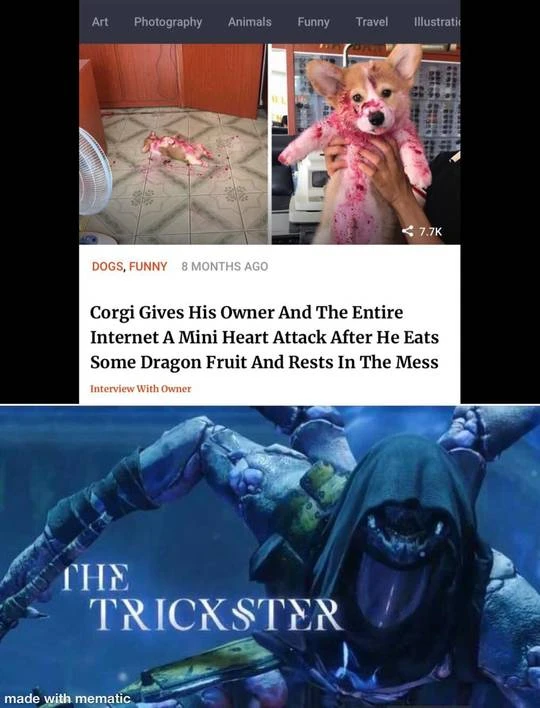 Art Photography Animals Funny Travel Illustratio
7.7K
DOGS, FUNNY 8 MONTHS AGO
Corgi Gives His Owner And The Entire
Internet A Mini Heart Attack After He Eats
Some Dragon Fruit And Rests In The Mess
Interview With Owner
THE
TRICKSTER
made with mematic